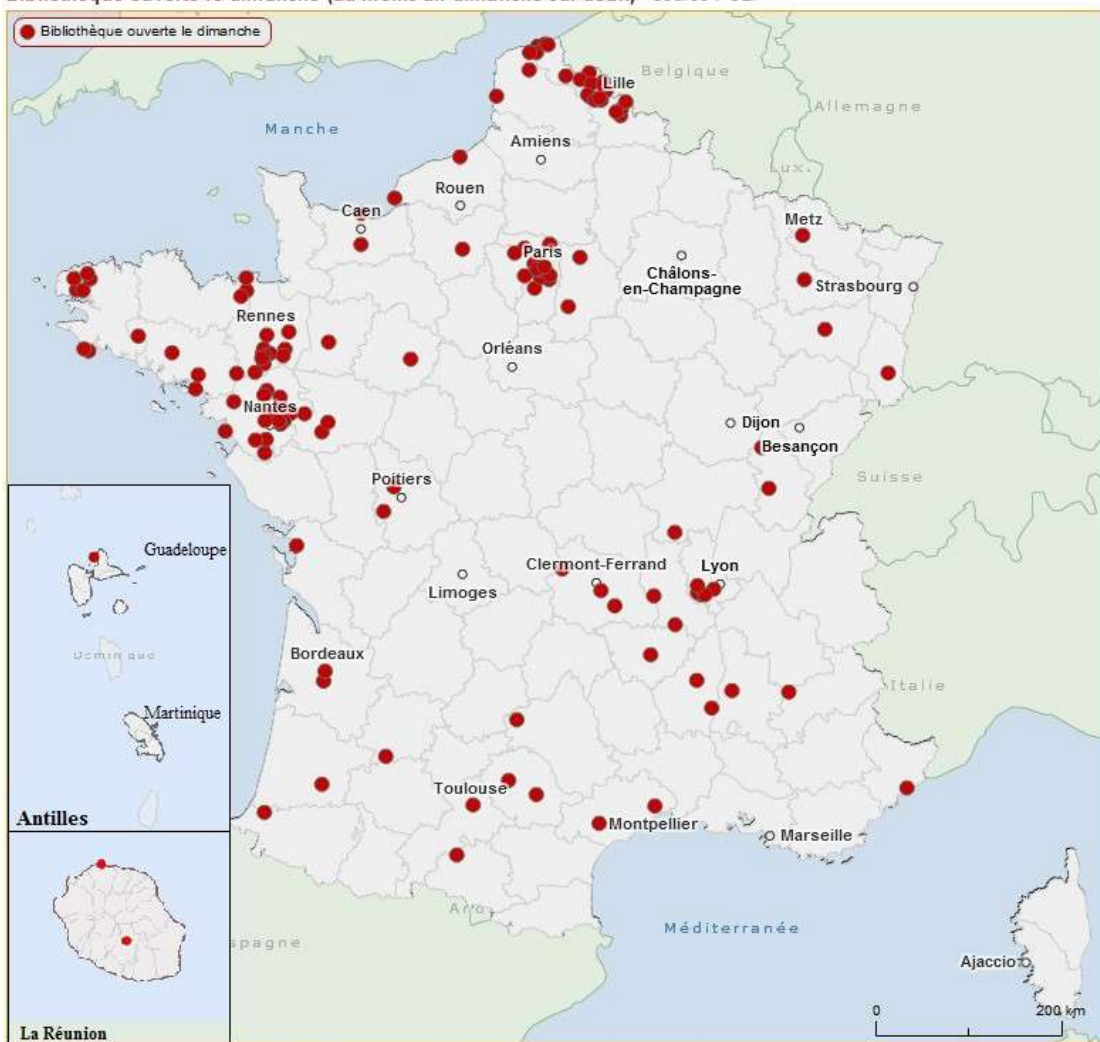 Bibliothèque ouverte le dimanche
Belgique
Lille
Allemagne
Manche
Amiens
Lux.
Rouen
Caen
Metz
Paris
Châlons-
en-Champagne
Strasbourg
Rennes
Orléans
Nantes
Dijon
Besançon
Poitiers
Suisse
Guadeloupe
Clermont-Ferrand
Lyon
Limoges
Bordeaux
Italie
Martinique
Toulouse
Antilles
Montpellier
Marseille
Méditerranée
spagne
Ajaccio
0
200 km
La Réunion